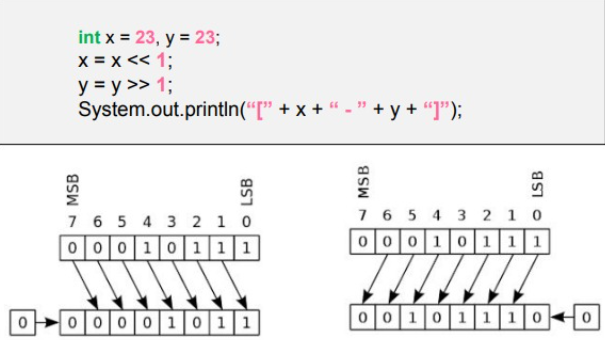 int x = 23, y = 23;
x = x << 1;
y = y >> 1;
System.out.println(“[” + x + “ - ” + y + “]”);
MSB LSB
7 6 5 4 3 2 1 0
0 0 0 1 0 1 1 1
0 0 0 0 0 1 0 1 1
MSB LSB
7 6 5 4 3 2 1 0
0 0 0 1 0 1 1 1
0 0 1 0 1 1 1 0 0